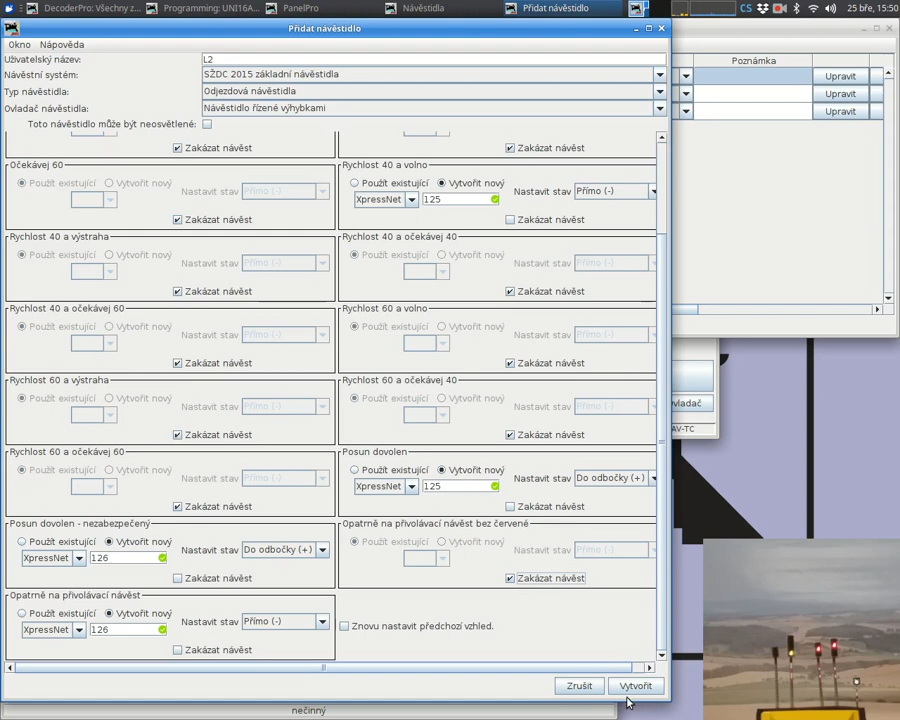 DecoderPro: Všechny z...
Programming: UNI16A...
PanelPro
Návěstidla
Přidat návěstidlo
CS
25 bře, 15:50
Přidat návěstidlo
Okno Nápověda
Uživatelský název: L2
Návěstní systém: SŽDC 2015 základní návěstidla
Typ návěstidla: Odjezdová návěstidla
Ovladač návěstidla: Návěstidlo řízené výhybkami
Toto návěstidlo může být neosvětlené:
Poznámka
Upravit
Upravit
Upravit
Zakázat návěst Zakázat návěst
Očekávej 60 Rychlost 40 a volno
Použít existující Vytvořit nový Nastavit stav Přímo (-) Použít existující Vytvořit nový Nastavit stav Přímo (-)
XpressNet 125
Zakázat návěst Zakázat návěst
Rychlost 40 a výstraha Rychlost 40 a očekávej 40
Použít existující Vytvořit nový Nastavit stav Přímo (-) Použít existující Vytvořit nový Nastavit stav Přímo (-)
Zakázat návěst Zakázat návěst
Rychlost 40 a očekávej 60 Rychlost 60 a volno
Použít existující Vytvořit nový Nastavit stav Přímo (-) Použít existující Vytvořit nový Nastavit stav Přímo (-)
Zakázat návěst Zakázat návěst
Rychlost 60 a výstraha Rychlost 60 a očekávej 40
Použít existující Vytvořit nový Nastavit stav Přímo (-) Použít existující Vytvořit nový Nastavit stav Přímo (-)
Zakázat návěst Zakázat návěst
Rychlost 60 a očekávej 60 Posun dovolen
Použít existující Vytvořit nový Nastavit stav Přímo (-) Použít existující Vytvořit nový Nastavit stav Do odbočky (+)
XpressNet 125
Zakázat návěst Zakázat návěst
Posun dovolen - nezabezpečený Opatrně na přivolávací návěst bez červené
Použít existující Vytvořit nový Nastavit stav Do odbočky (+) Použít existující Vytvořit nový Nastavit stav Přímo (-)
XpressNet 126
Zakázat návěst Zakázat návěst
Opatrně na přivolávací návěst
Použít existující Vytvořit nový Nastavit stav Přímo (-) Znovu nastavit předchozí vzhled.
XpressNet 126
Zakázat návěst
Zrušit Vytvořit
nečinný
vladač
AV-TC